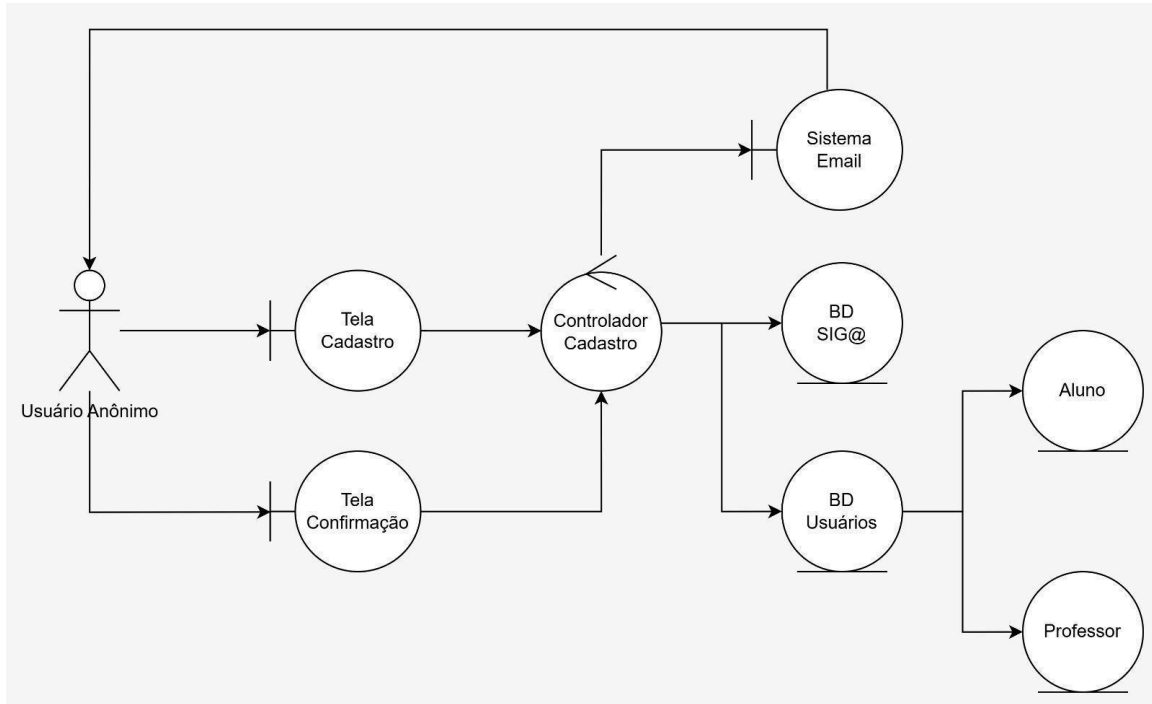 Sistema
Email
Tela
Cadastro
Controlador
Cadastro
BD
SIG@
Aluno
Usuário Anônimo
Tela
Confirmação
BD
Usuários
Professor